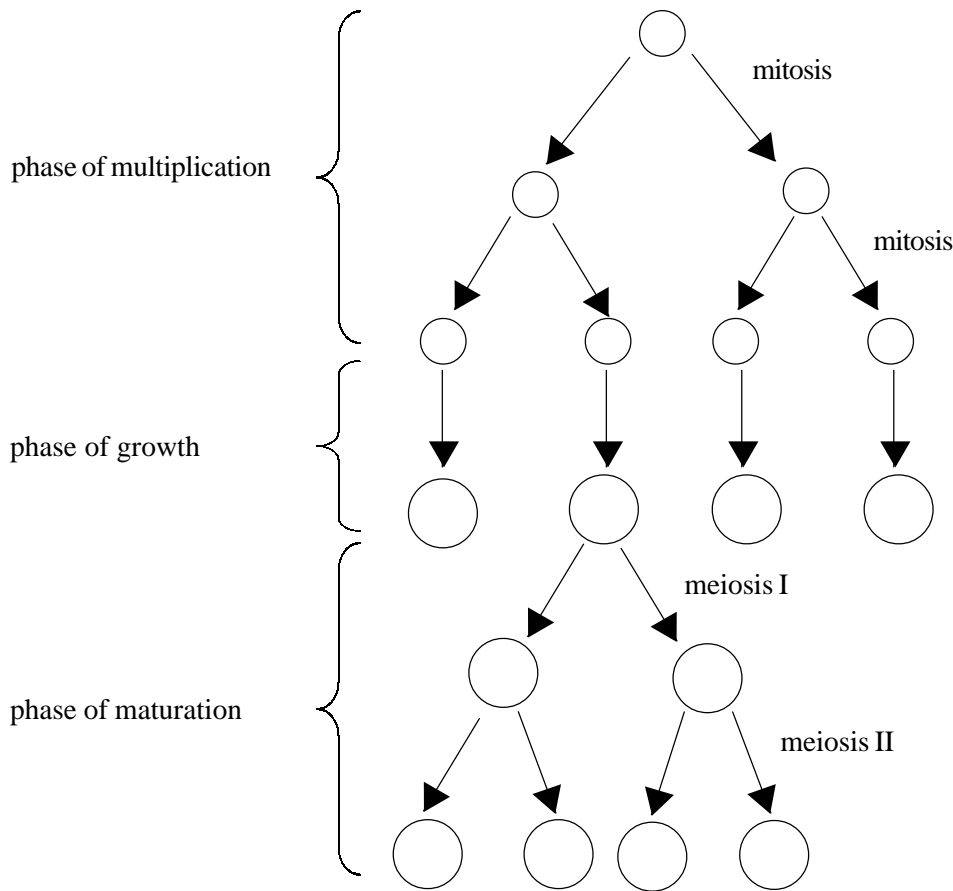 mitosis
phase of multiplication
mitosis
phase of growth
meiosis I
phase of maturation
meiosis II